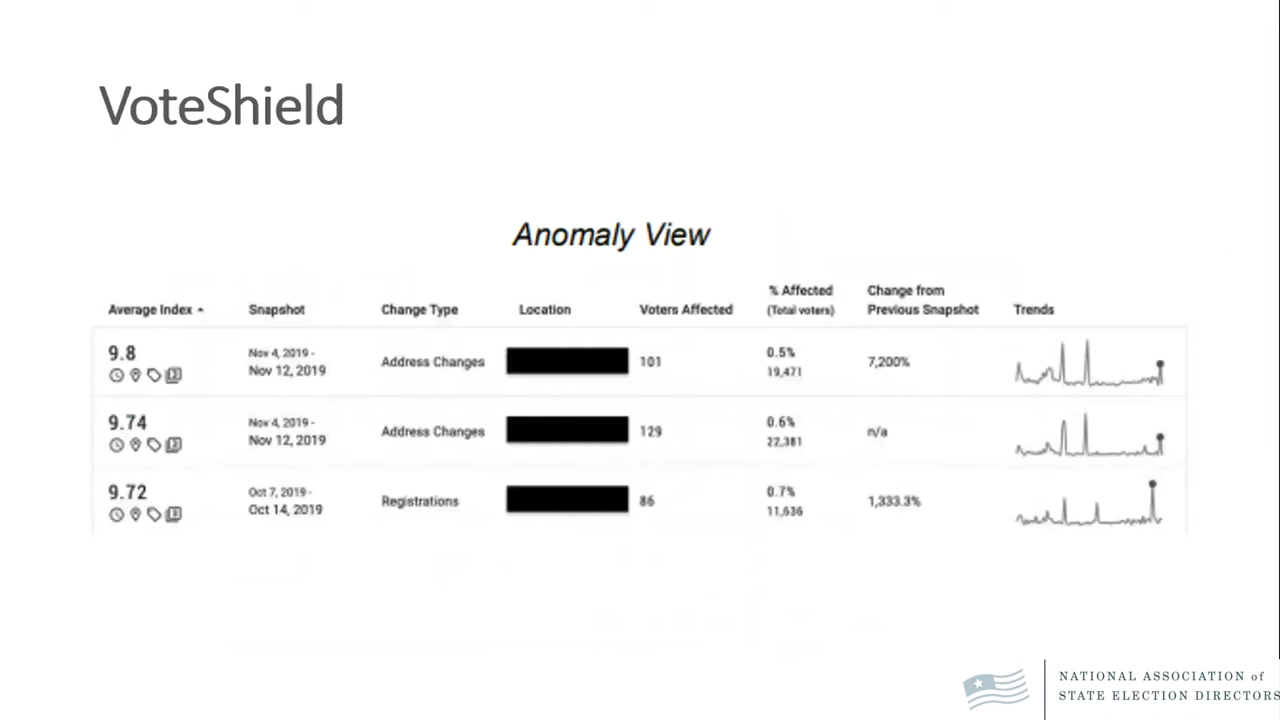 VoteShield
Anomaly View
Average Index Snapshot Change Type Location Voters Affected % Affected (Total voters) Change from Previous Snapshot Trends
9.8 Nov 4, 2019 - Nov 12, 2019 Address Changes 101 0.5% 19,471 7,200%
9.74 Nov 4, 2019 - Nov 12, 2019 Address Changes 129 0.6% 22,381 n/a
9.72 Oct 7, 2019 - Oct 14, 2019 Registrations 86 0.7% 11,636 1,333.3%
NATIONAL ASSOCIATION of
STATE ELECTION DIRECTORS